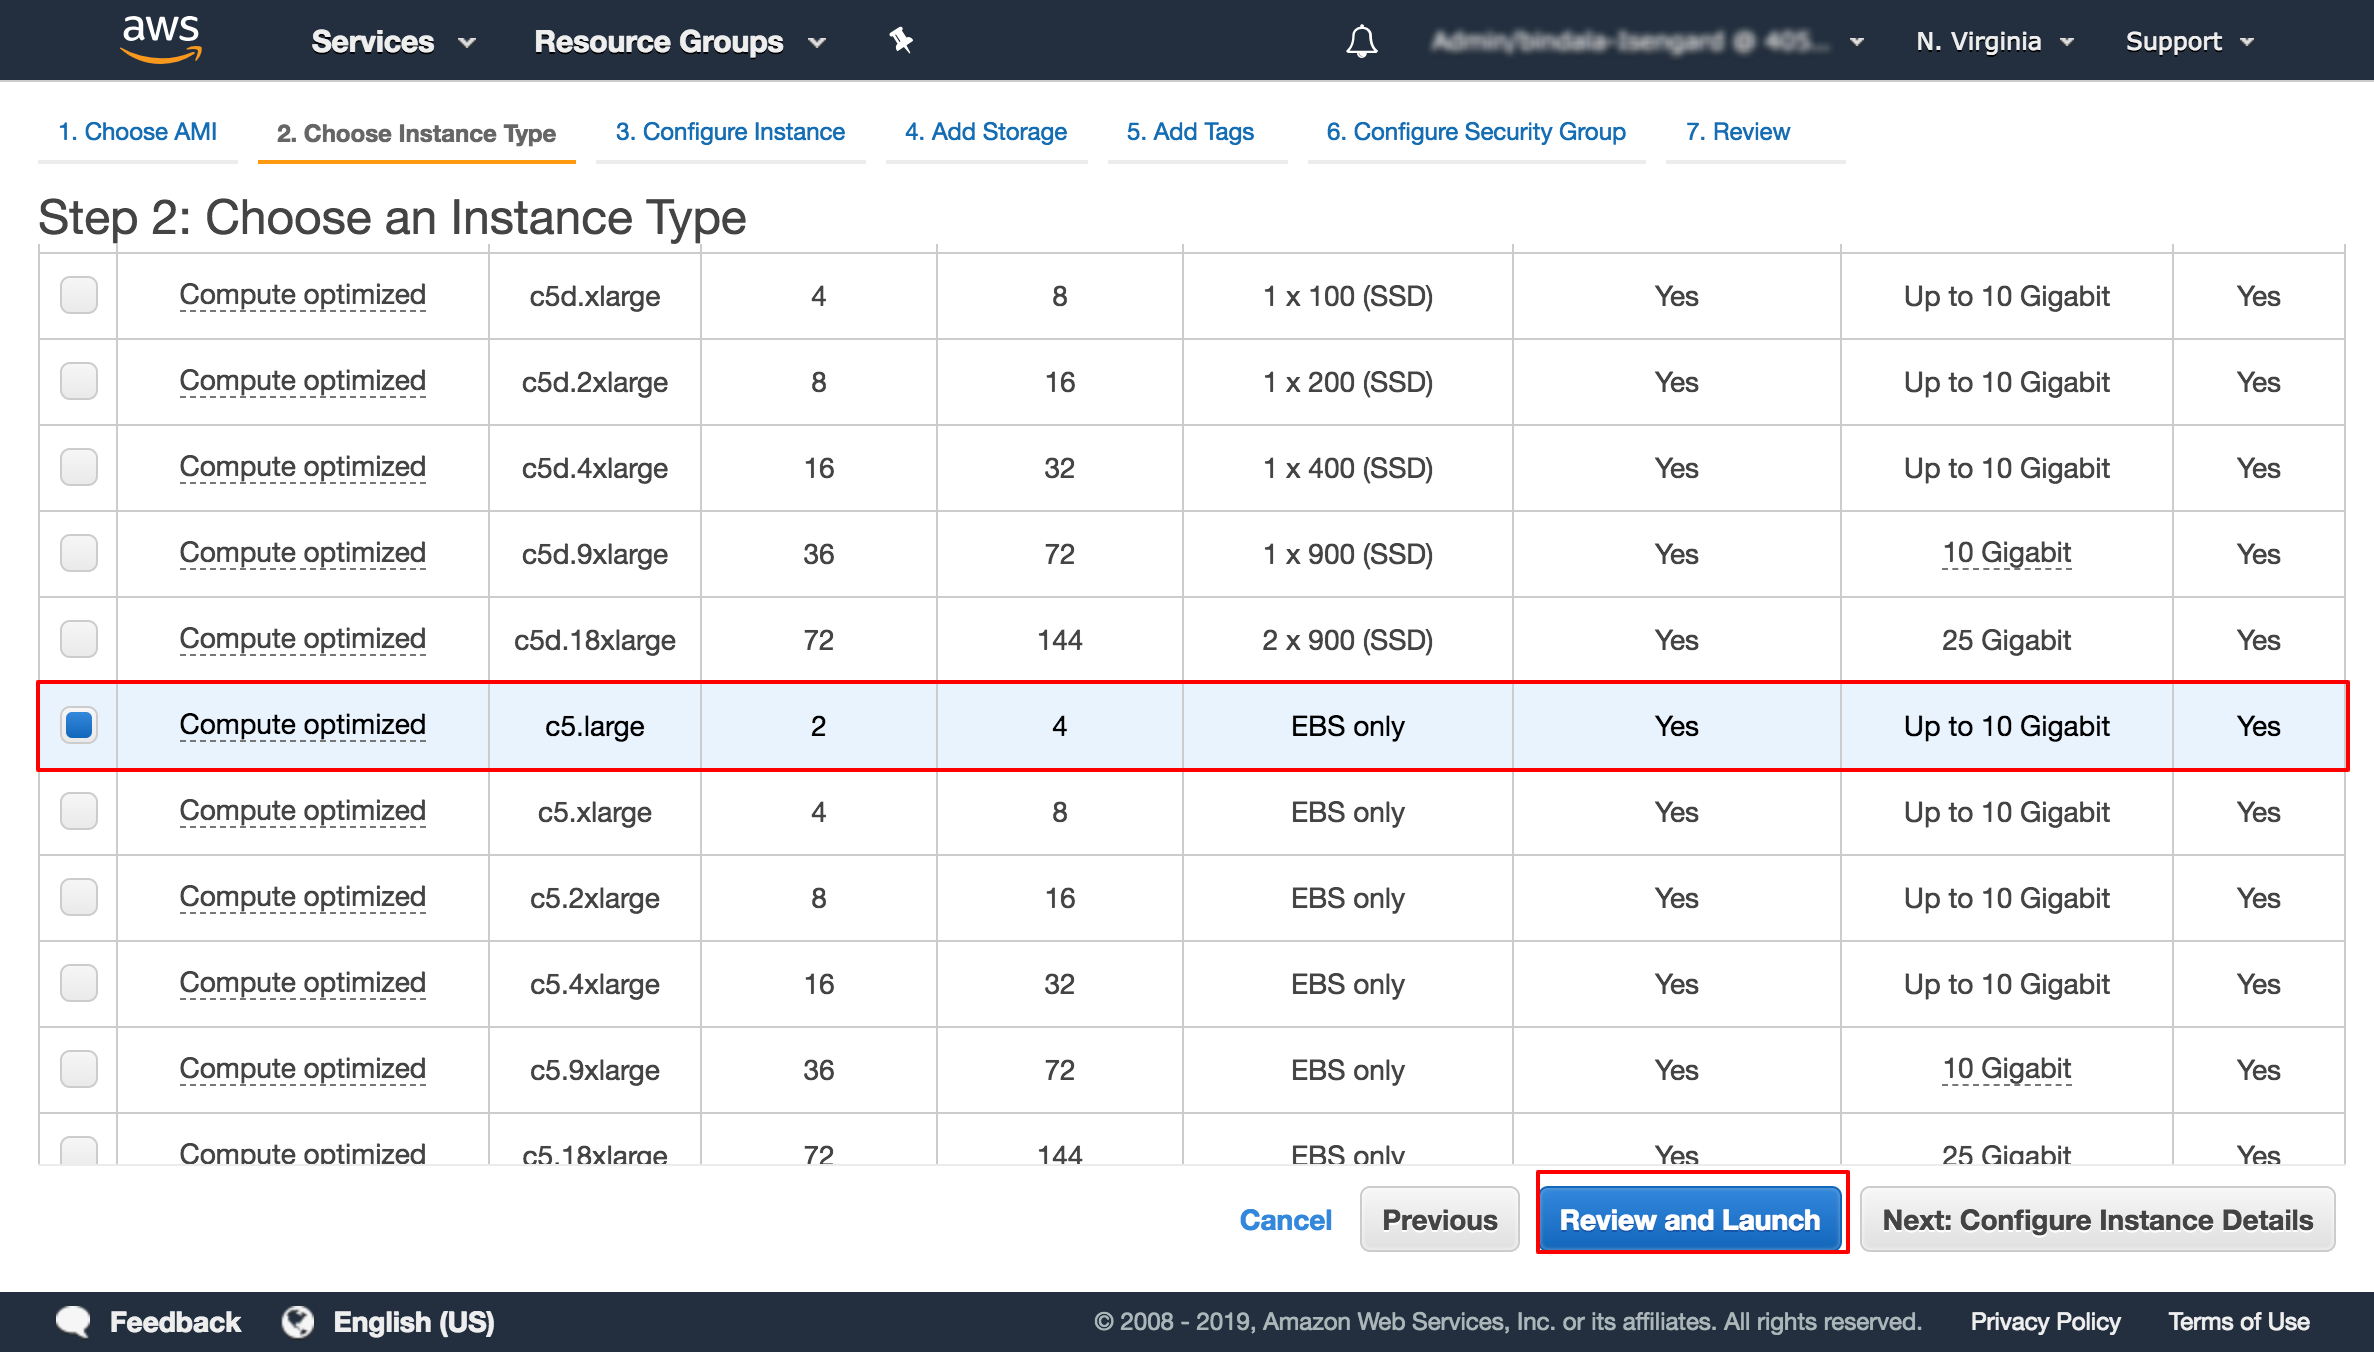 aws Services Resource Groups N. Virginia Support
1. Choose AMI 2. Choose Instance Type 3. Configure Instance 4. Add Storage 5. Add Tags 6. Configure Security Group 7. Review
Step 2: Choose an Instance Type
Compute optimized c5d.xlarge 4 8 1 x 100 (SSD) Yes Up to 10 Gigabit Yes
Compute optimized c5d.2xlarge 8 16 1 x 200 (SSD) Yes Up to 10 Gigabit Yes
Compute optimized c5d.4xlarge 16 32 1 x 400 (SSD) Yes Up to 10 Gigabit Yes
Compute optimized c5d.9xlarge 36 72 1 x 900 (SSD) Yes 10 Gigabit Yes
Compute optimized c5d.18xlarge 72 144 2 x 900 (SSD) Yes 25 Gigabit Yes
Compute optimized c5.large 2 4 EBS only Yes Up to 10 Gigabit Yes
Compute optimized c5.xlarge 4 8 EBS only Yes Up to 10 Gigabit Yes
Compute optimized c5.2xlarge 8 16 EBS only Yes Up to 10 Gigabit Yes
Compute optimized c5.4xlarge 16 32 EBS only Yes Up to 10 Gigabit Yes
Compute optimized c5.9xlarge 36 72 EBS only Yes 10 Gigabit Yes
Compute optimized c5.18xlarge 72 144 EBS only Yes 25 Gigabit Yes
Cancel Previous Review and Launch Next: Configure Instance Details
Feedback English (US) © 2008 - 2019, Amazon Web Services, Inc. or its affiliates. All rights reserved. Privacy Policy Terms of Use